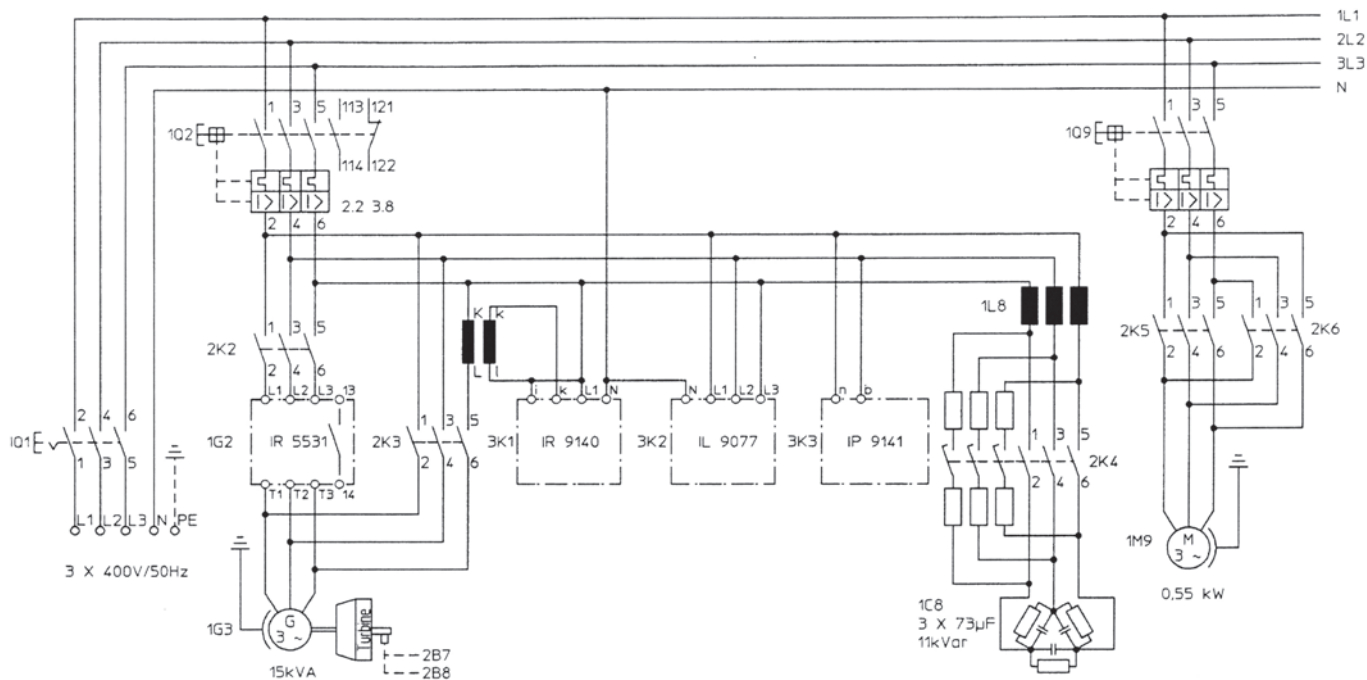 1L1
2L2
3L3
N
1 3 5 113 121
1Q2
114 122
I> I> I>
2.2 3.8
2 4 6
1 3 5
1Q9
I> I> I>
2 4 6
1L8
K k
L l
1 3 5
2K2
2 4 6
1 3 5
2K5
2 4 6
1 3 5
2K6
2 4 6
L1 L2 L3 13
1G2
IR 5531
T1 T2 T3 14
1 3 5
2K3
2 4 6
i k L1 N
3K1
IR 9140
N L1 L2 L3
3K2
IL 9077
n b
3K3
IP 9141
1 3 5
2K4
2 4 6
2 4 6
1Q1
1 3 5
L1 L2 L3 N PE
3 X 400V/50Hz
1G3
G
3 ~
15kVA
Turbine
2B7
2B8
1C8
3 X 73µF
11kVar
1M9
M
3 ~
0,55 kW